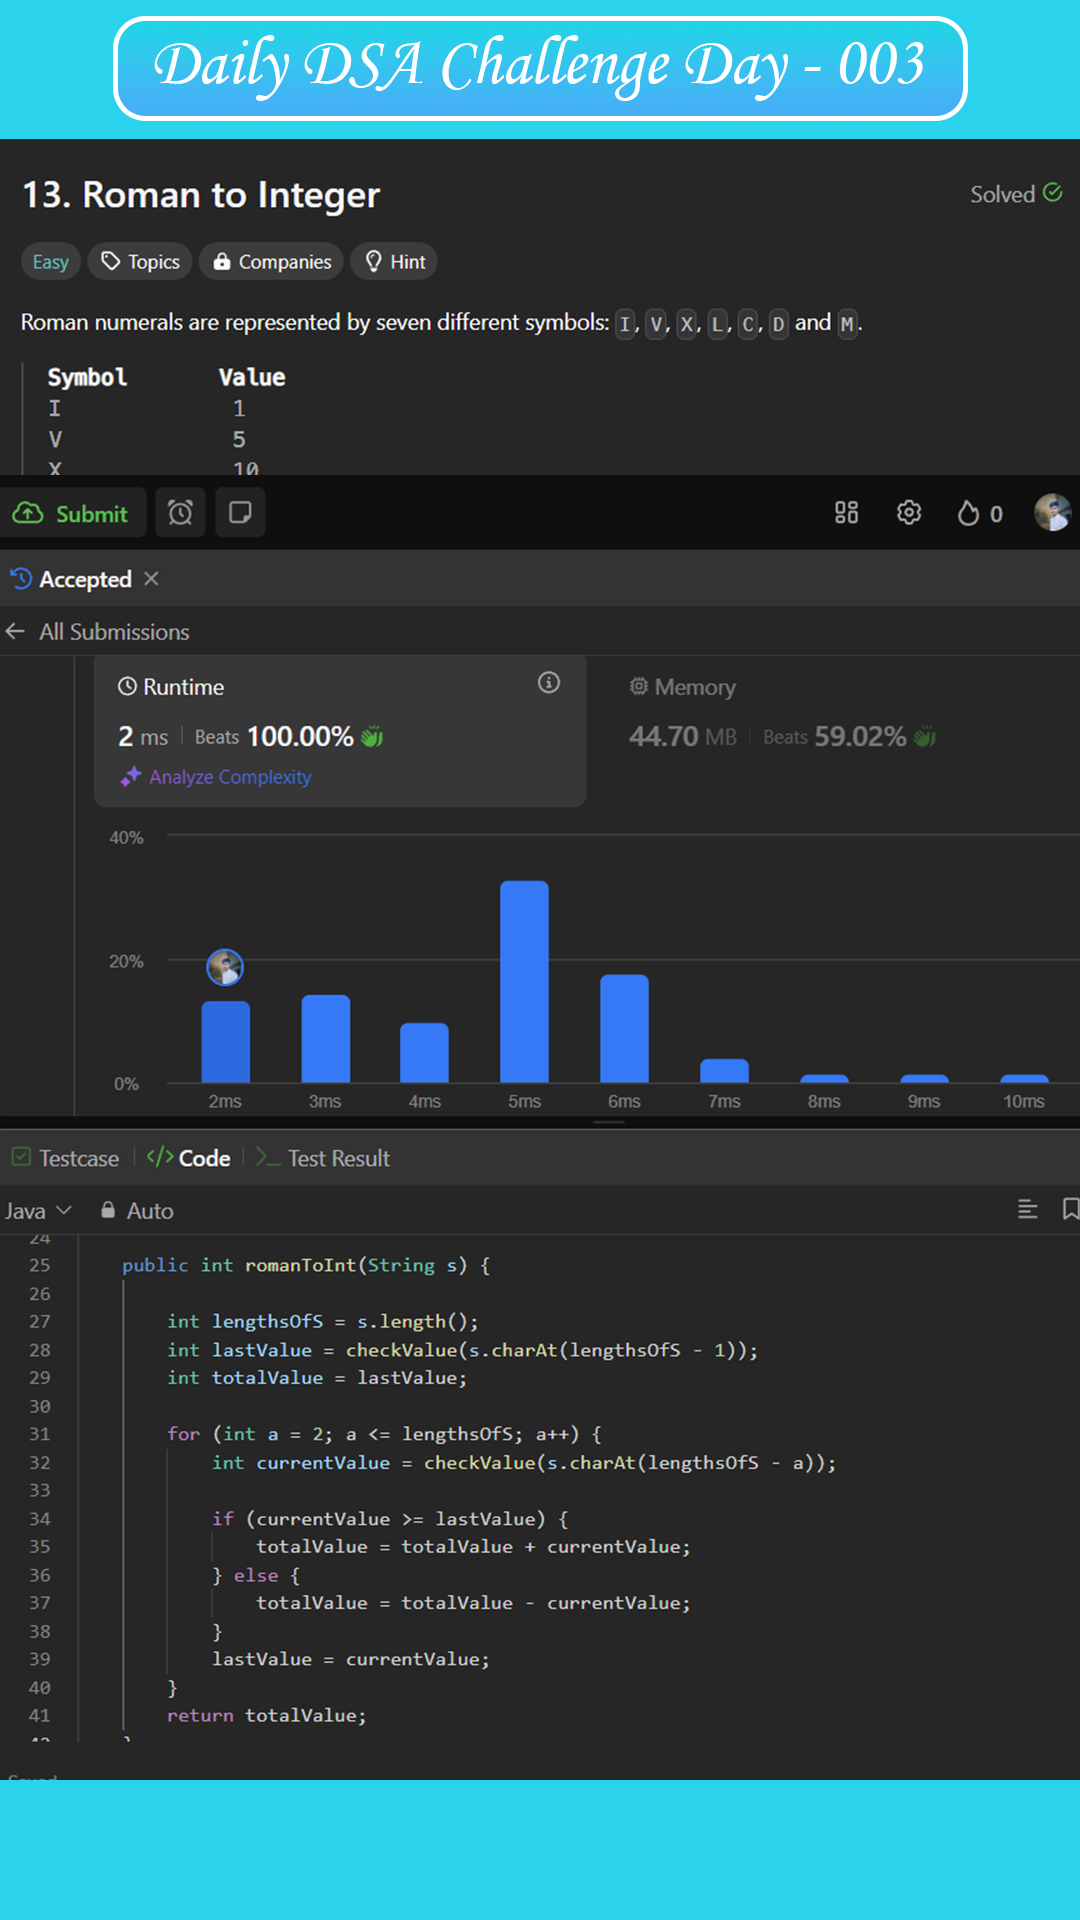 Daily DSA Challenge Day - 003
13. Roman to Integer
Solved
Easy Topics Companies Hint
Roman numerals are represented by seven different symbols: I, V, X, L, C, D and M.
Symbol Value
I 1
V 5
X 10
Submit 0
Accepted
All Submissions
Runtime Memory
2 ms | Beats 100.00% 44.70 MB | Beats 59.02%
Analyze Complexity
40%
20%
0%
2ms 3ms 4ms 5ms 6ms 7ms 8ms 9ms 10ms
Testcase | </> Code | >_ Test Result
Java Auto
24
25 public int romanToInt(String s) {
26
27 int lengthsOfS = s.length();
28 int lastValue = checkValue(s.charAt(lengthsOfS - 1));
29 int totalValue = lastValue;
30
31 for (int a = 2; a <= lengthsOfS; a++) {
32 int currentValue = checkValue(s.charAt(lengthsOfS - a));
33
34 if (currentValue >= lastValue) {
35 totalValue = totalValue + currentValue;
36 } else {
37 totalValue = totalValue - currentValue;
38 }
39 lastValue = currentValue;
40 }
41 return totalValue;